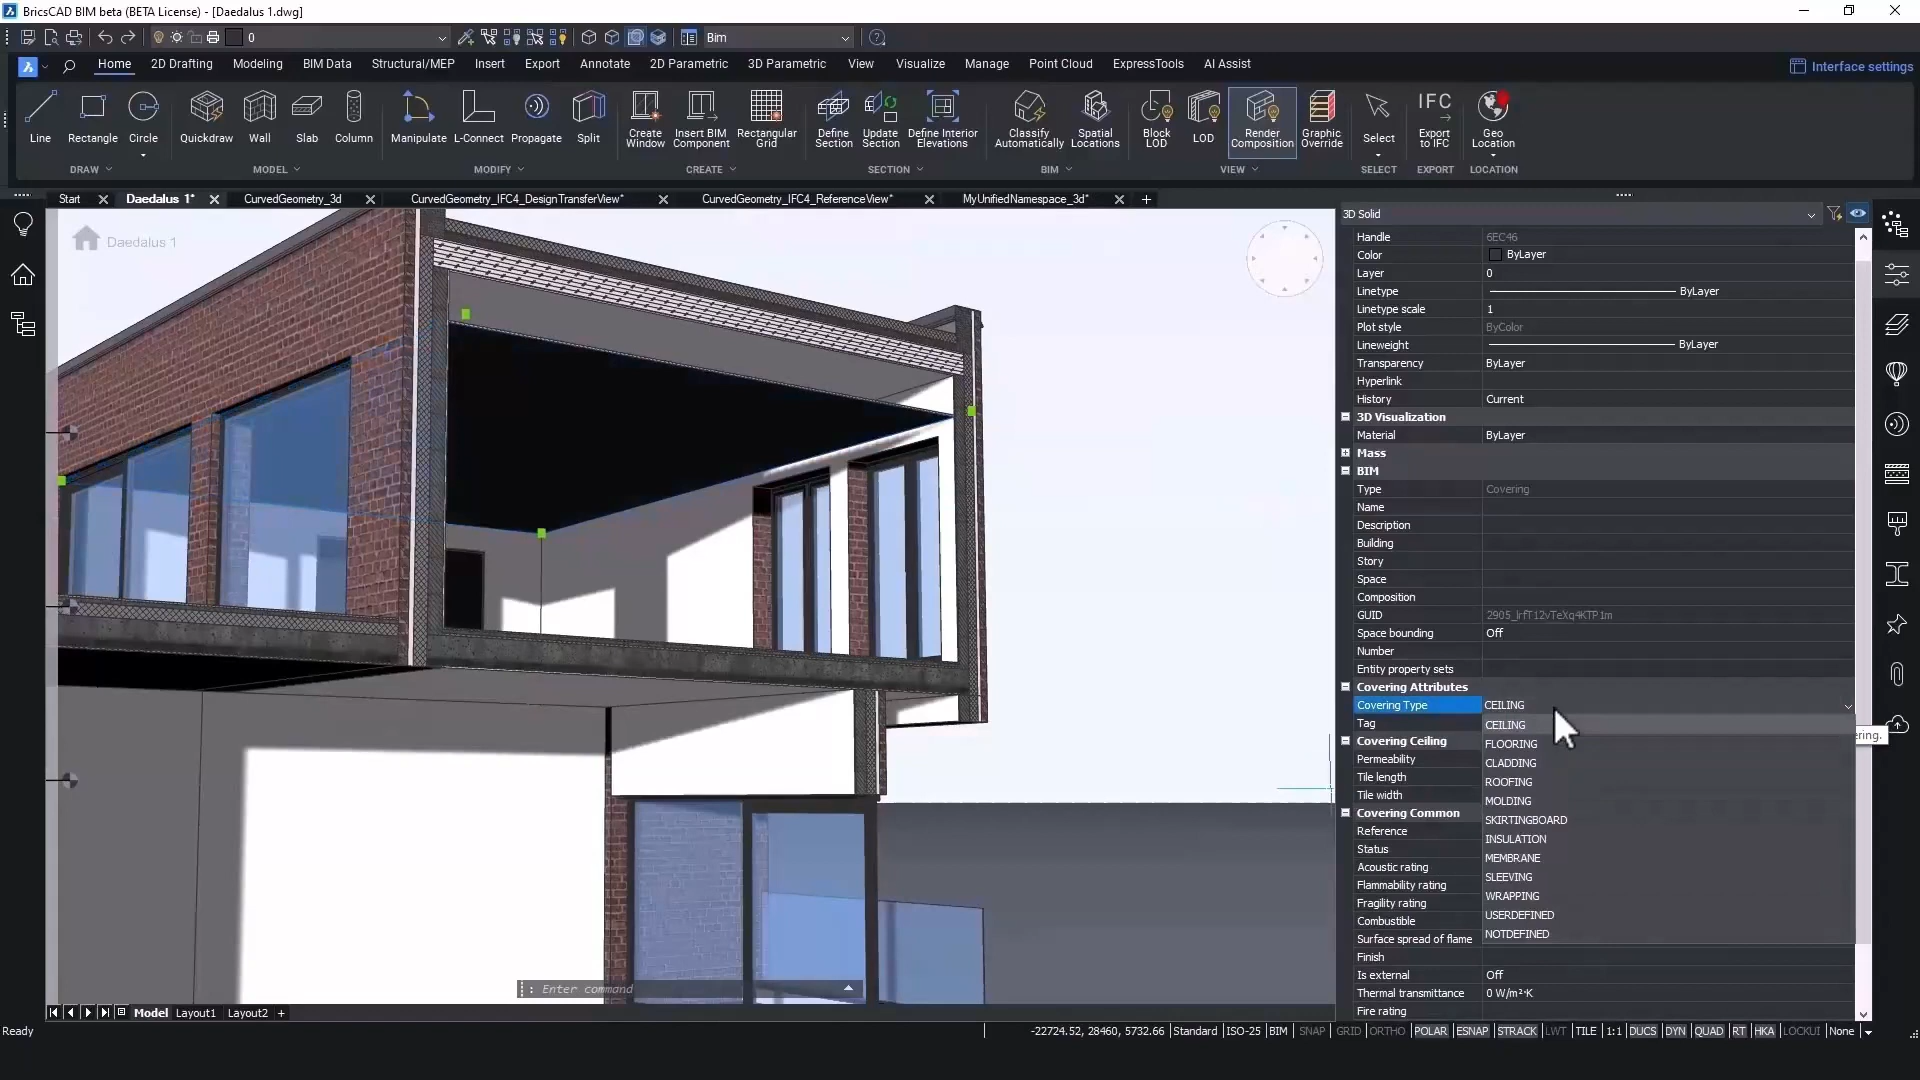 BricsCAD BIM beta (BETA License) - [Daedalus 1.dwg]
0
Bim
Home 2D Drafting Modeling BIM Data Structural/MEP Insert Export Annotate 2D Parametric 3D Parametric View Visualize Manage Point Cloud ExpressTools AI Assist
Interface settings
IFC
Line Rectangle Circle Quickdraw Wall Slab Column Manipulate L-Connect Propagate Split Create Window Insert BIM Component Rectangular Grid Define Section Update Section Define Interior Elevations Classify Automatically Spatial Locations Block LOD LOD Render Composition Graphic Override Select Export to IFC Geo Location
DRAW MODEL MODIFY CREATE SECTION BIM VIEW SELECT EXPORT LOCATION
Start Daedalus 1* CurvedGeometry_3d CurvedGeometry_IFC4_DesignTransferView* CurvedGeometry_IFC4_ReferenceView* MyUnifiedNamespace_3d*
Daedalus 1
3D Solid
Handle 6EC46
Color ByLayer
Layer 0
Linetype ByLayer
Linetype scale 1
Plot style ByColor
Lineweight ByLayer
Transparency ByLayer
Hyperlink
History Current
3D Visualization
Material ByLayer
Mass
BIM
Type Covering
Name
Description
Building
Story
Space
Composition
GUID
Space bounding Off
Number
Entity property sets
Covering Attributes
Covering Type CEILING
Tag
Covering Ceiling
Permeability
Tile length
Tile width
Covering Common
Reference
Status
Acoustic rating
Flammability rating
Fragility rating
Combustible
Surface spread of flame
Finish
Is external Off
Thermal transmittance 0 W/m²·K
Fire rating
CEILING
FLOORING
CLADDING
ROOFING
MOLDING
SKIRTINGBOARD
INSULATION
MEMBRANE
SLEEVING
WRAPPING
USERDEFINED
NOTDEFINED
ering.
: Enter command
Model Layout1 Layout2 +
Ready
-22724.52, 28460, 5732.66 Standard ISO-25 BIM SNAP GRID ORTHO POLAR ESNAP STRACK LWT TILE 1:1 DUCS DYN QUAD RT HKA LOCKUI None